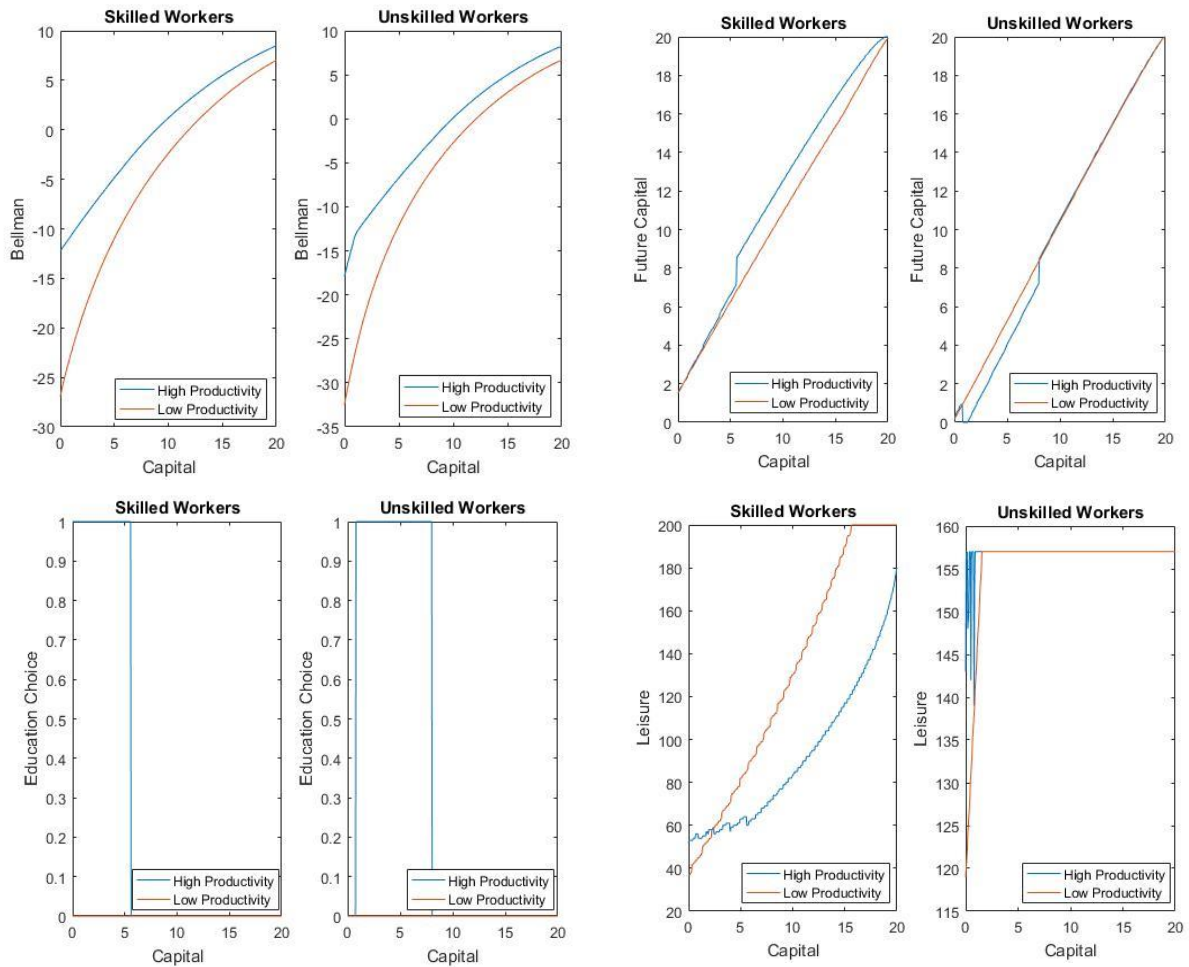 Skilled Workers
10
5
0
-5
-10
-15
-20
-25
-30
Bellman
High Productivity
Low Productivity
0 5 10 15 20
Capital
Unskilled Workers
10
5
0
-5
-10
-15
-20
-25
-30
-35
Bellman
High Productivity
Low Productivity
0 5 10 15 20
Capital
Skilled Workers
20
18
16
14
12
10
8
6
4
2
0
Future Capital
High Productivity
Low Productivity
0 5 10 15 20
Capital
Unskilled Workers
20
18
16
14
12
10
8
6
4
2
0
Future Capital
High Productivity
Low Productivity
0 5 10 15 20
Capital
Skilled Workers
1
0.9
0.8
0.7
0.6
0.5
0.4
0.3
0.2
0.1
0
Education Choice
High Productivity
Low Productivity
0 5 10 15 20
Capital
Unskilled Workers
1
0.9
0.8
0.7
0.6
0.5
0.4
0.3
0.2
0.1
0
Education Choice
High Productivity
Low Productivity
0 5 10 15 20
Capital
Skilled Workers
200
180
160
140
120
100
80
60
40
20
Leisure
High Productivity
Low Productivity
0 5 10 15 20
Capital
Unskilled Workers
160
155
150
145
140
135
130
125
120
115
Leisure
High Productivity
Low Productivity
0 5 10 15 20
Capital